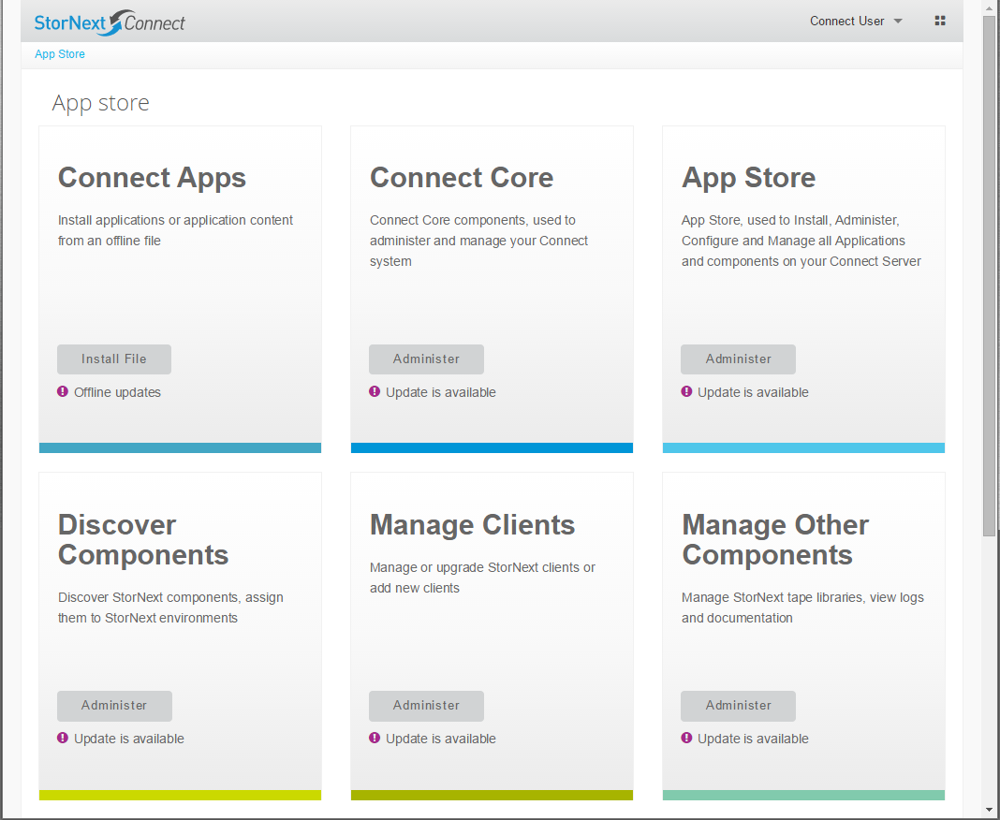 StorNext Connect
Connect User
App Store
App store
Connect Apps
Install applications or application content
from an offline file
Install File
Offline updates
Connect Core
Connect Core components, used to
administer and manage your Connect
system
Administer
Update is available
App Store
App Store, used to Install, Administer,
Configure and Manage all Applications
and components on your Connect Server
Administer
Update is available
Discover
Components
Discover StorNext components, assign
them to StorNext environments
Administer
Update is available
Manage Clients
Manage or upgrade StorNext clients or
add new clients
Administer
Update is available
Manage Other
Components
Manage StorNext tape libraries, view logs
and documentation
Administer
Update is available